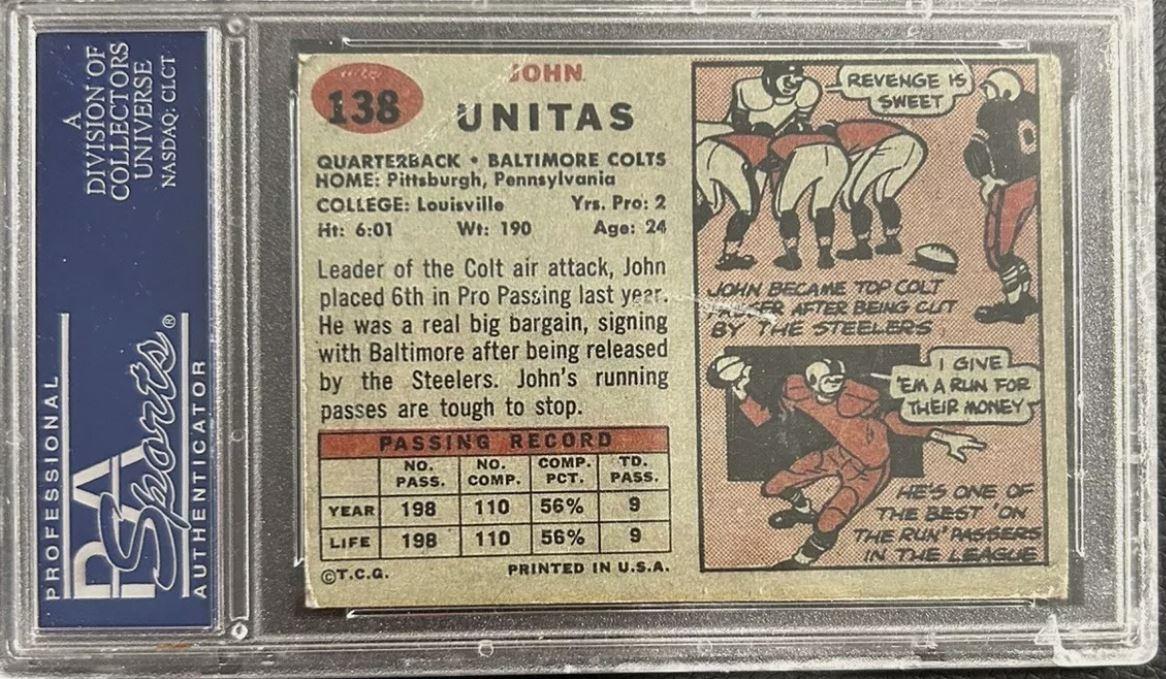 A
DIVISION OF
COLLECTORS
UNIVERSE
NASDAQ: CLCT
PROFESSIONAL
PSA
Sports®
AUTHENTICATOR
138
JOHN
UNITAS
QUARTERBACK • BALTIMORE COLTS
HOME: Pittsburgh, Pennsylvania
COLLEGE: Louisville Yrs. Pro: 2
Ht: 6:01 Wt: 190 Age: 24
Leader of the Colt air attack, John
placed 6th in Pro Passing last year.
He was a real big bargain, signing
with Baltimore after being released
by the Steelers. John's running
passes are tough to stop.
PASSING RECORD
NO. NO. COMP. TD.
PASS. COMP. PCT. PASS.
YEAR 198 110 56% 9
LIFE 198 110 56% 9
©T.C.G. PRINTED IN U.S.A.
REVENGE IS
SWEET
JOHN BECAME TOP COLT
PASSER AFTER BEING CUT
BY THE STEELERS
I GIVE
'EM A RUN FOR
THEIR MONEY
HE'S ONE OF
THE BEST 'ON
THE RUN' PASSERS
IN THE LEAGUE